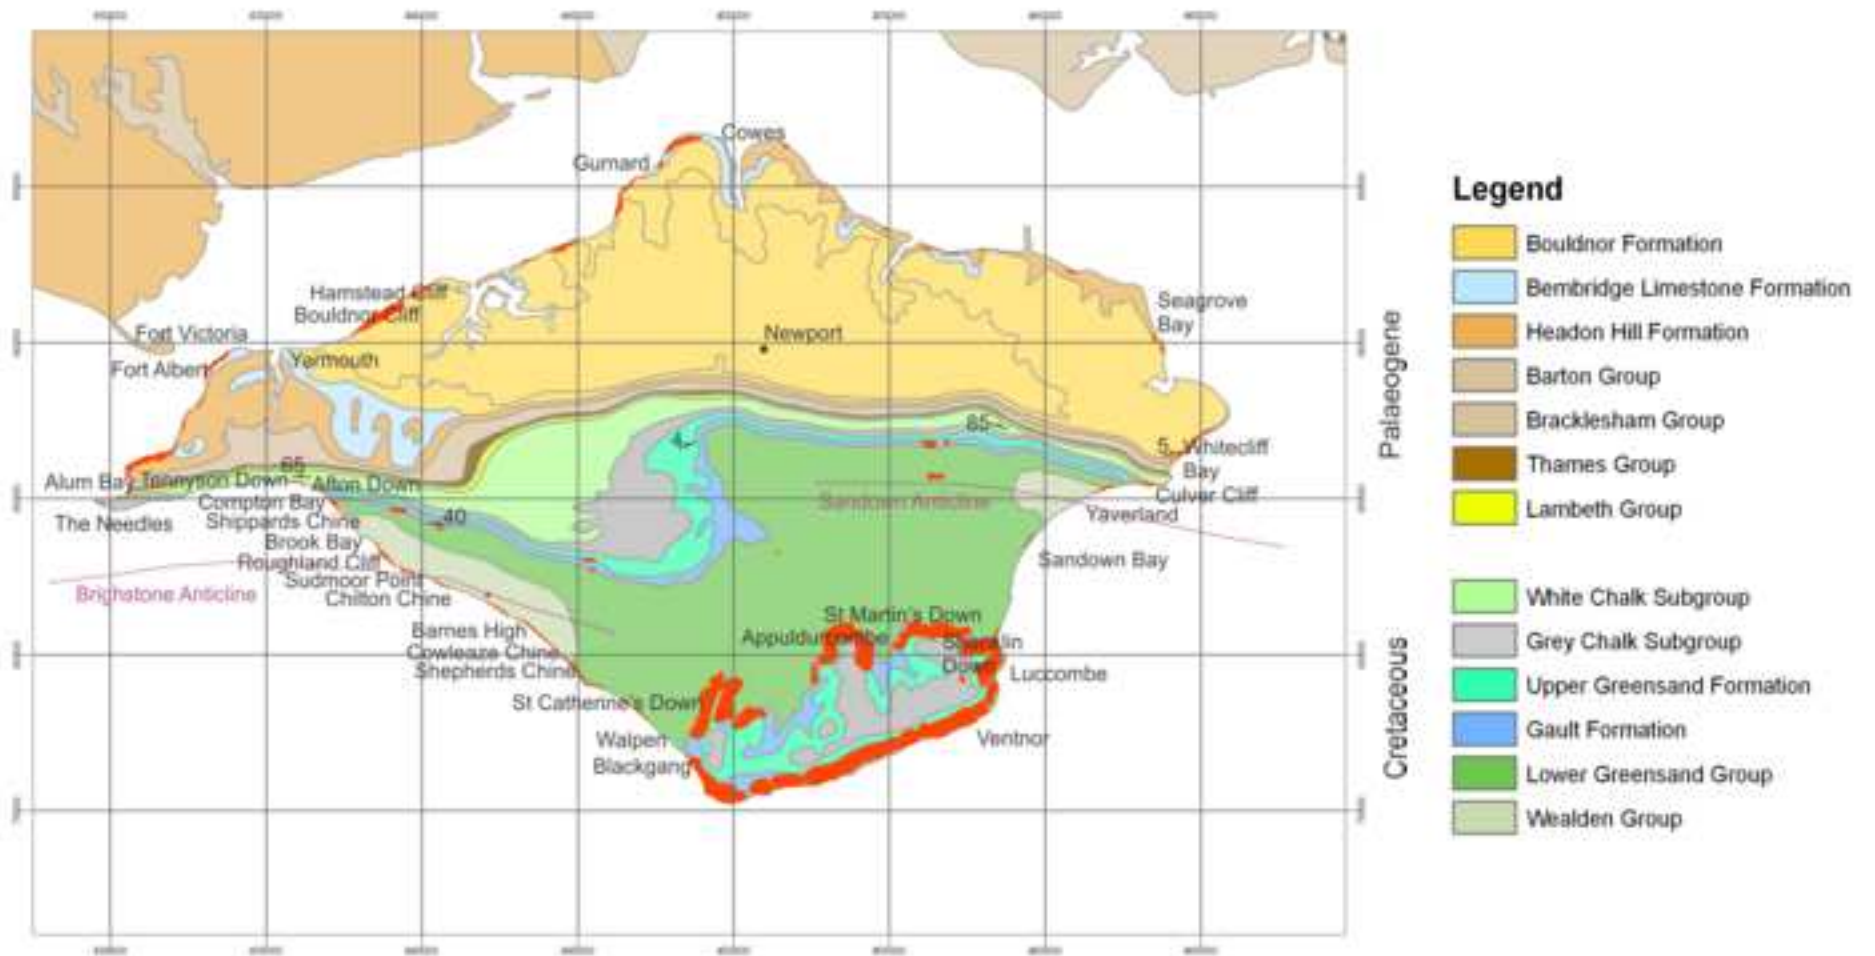 Cowes
Gurnard
Hamstead Cliff
Bouldnor Cliff
Seagrove
Bay
Fort Victoria
Newport
Fort Albert
Yarmouth
85
5
Whitecliff
Bay
65
Alum Bay
Tennyson Down
Afton Down
Culver Cliff
Compton Bay
Sandown Anticline
The Needles
Shippards Chine
40
Yaverland
Brook Bay
Roughland Cliff
Sandown Bay
Sudmoor Point
Brighstone Anticline
Chilton Chine
St Martin's Down
Barnes High
Appuldurcombe
Shanklin
Down
Cowleaze Chine
Shepherds Chine
Luccombe
St Catherine's Down
Walpen
Ventnor
Blackgang
Palaeogene
Cretaceous
Legend
Bouldnor Formation
Bembridge Limestone Formation
Headon Hill Formation
Barton Group
Bracklesham Group
Thames Group
Lambeth Group
White Chalk Subgroup
Grey Chalk Subgroup
Upper Greensand Formation
Gault Formation
Lower Greensand Group
Wealden Group